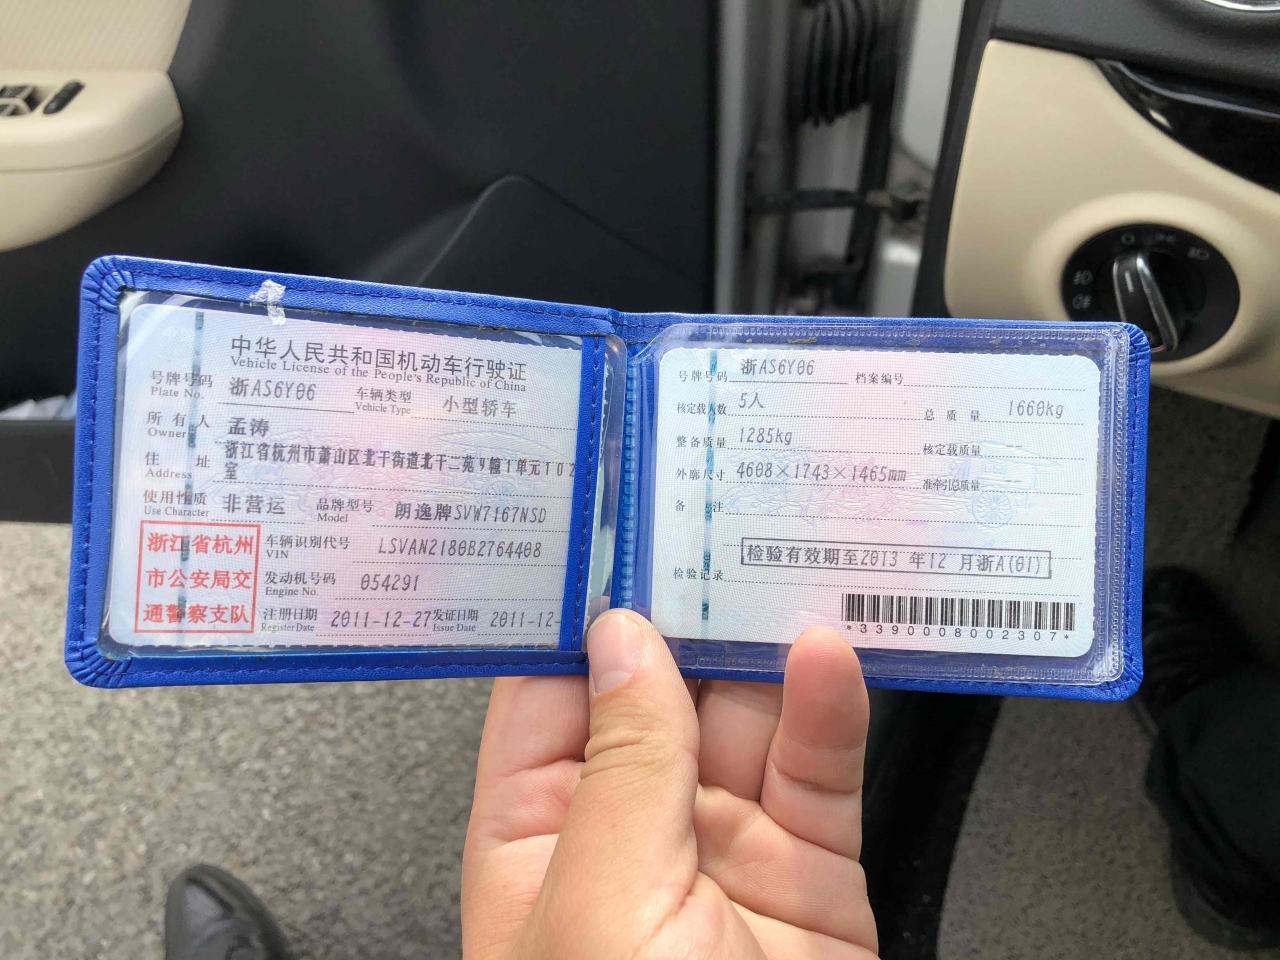 中华人民共和国机动车行驶证
Vehicle License of the People's Republic of China
号牌号码 浙AS6Y06 车辆类型 小型轿车
Plate No. Vehicle Type
所有人 孟涛
Owner
住址 浙江省杭州市萧山区北干街道北干二苑9幢1单元102
Address 室
使用性质 非营运 品牌型号 朗逸牌SVW7167NSD
Use Character Model
浙江省杭州
市公安局交
通警察支队
车辆识别代号 LSVAN2180B2764408
VIN
发动机号码 054291
Engine No.
注册日期 2011-12-27 发证日期 2011-12-
Register Date Issue Date
号牌号码 浙AS6Y06 档案编号
核定载人数 5人 总质量 1660kg
整备质量 1285kg 核定载质量 --
外廓尺寸 4608×1743×1465mm 准牵引总质量 --
备注
检验有效期至2013 年12 月浙A(01)
检验记录
*3390008002307*